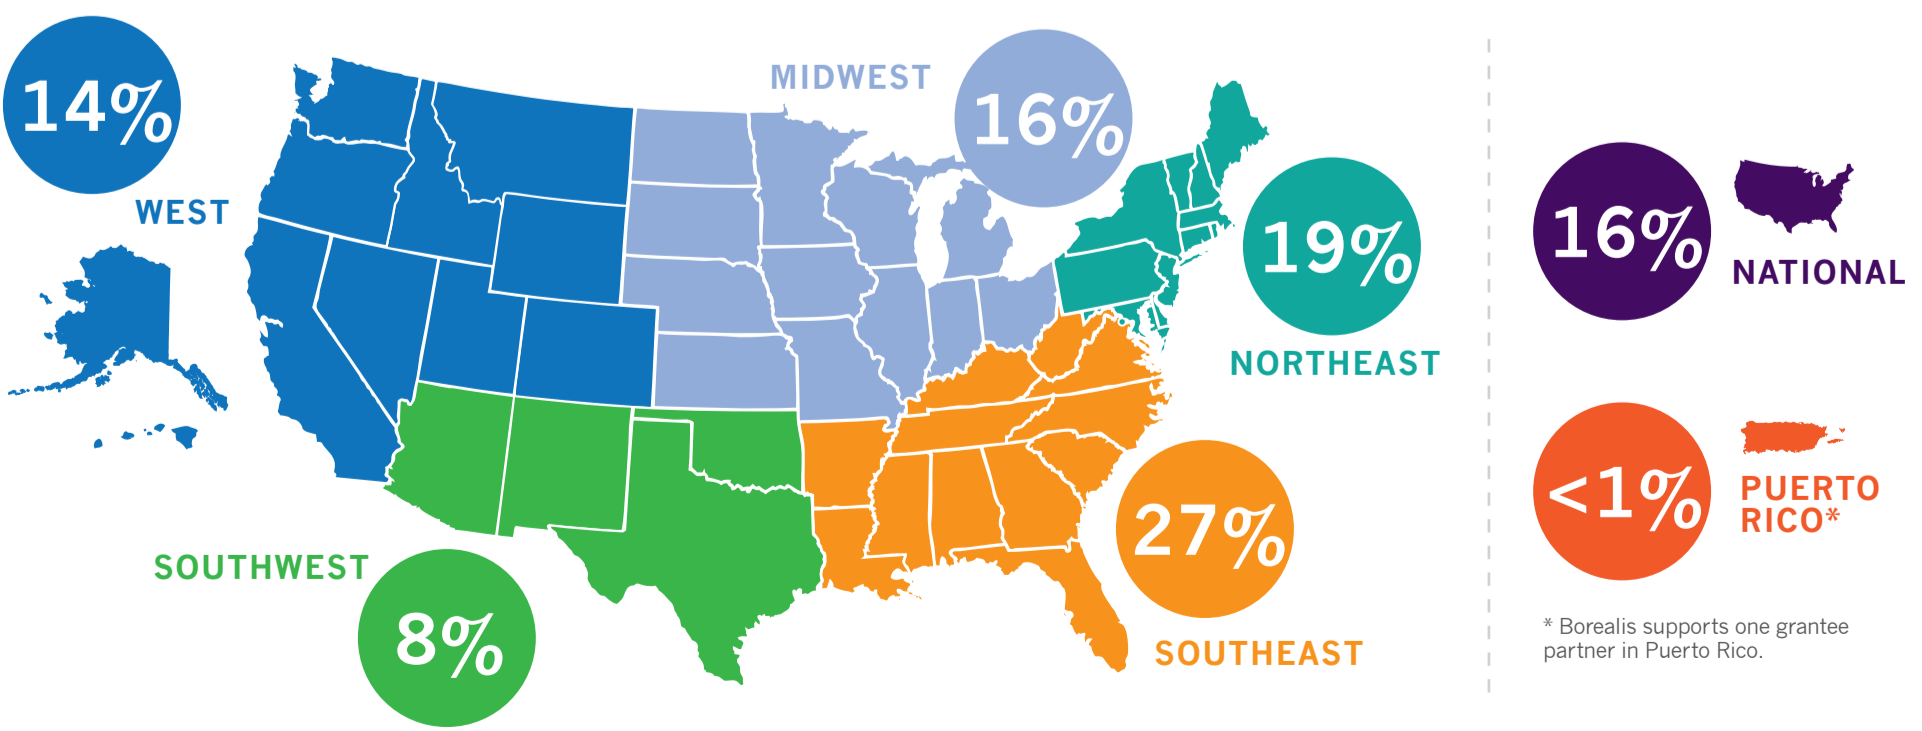 14%
WEST
MIDWEST
16%
19%
NORTHEAST
SOUTHWEST
8%
27%
SOUTHEAST
16%
NATIONAL
<1%
PUERTO
RICO*
* Borealis supports one grantee
partner in Puerto Rico.